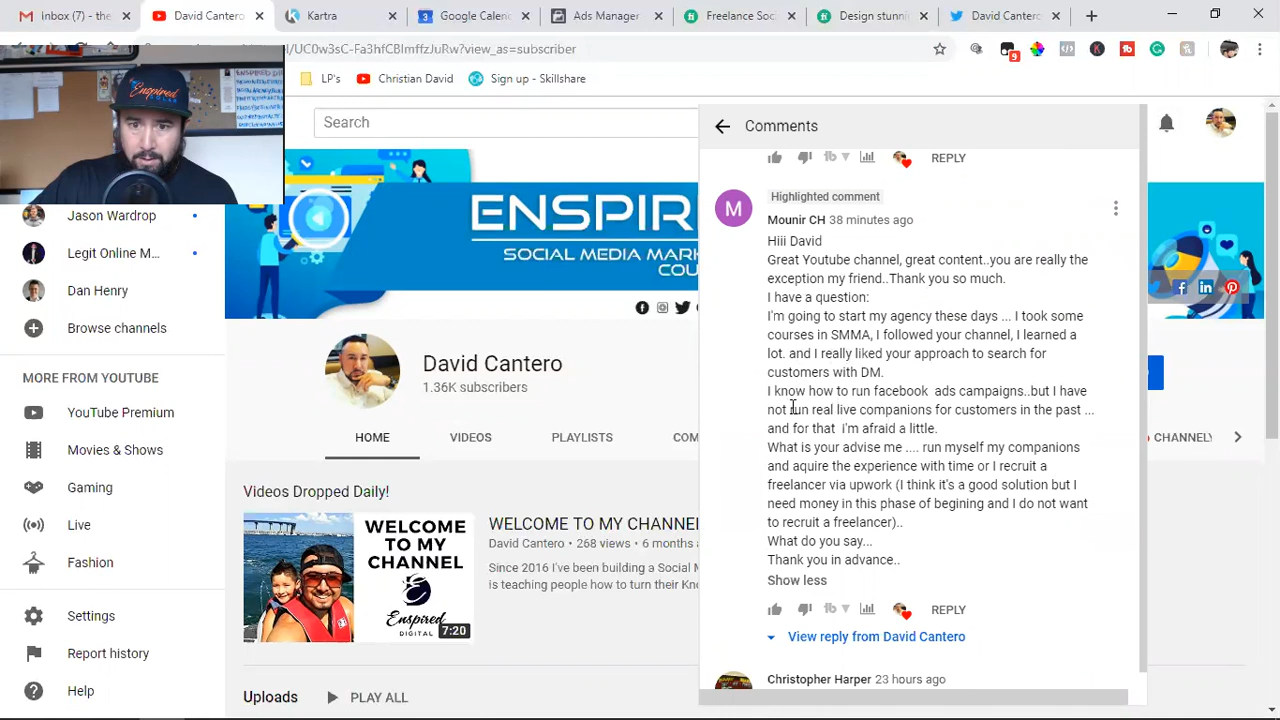 David Cantero
Kartra
Google Calen
Ads Manager
Freelance Soc
Design stunni
David Cantero
UC0w3sC-Fa3hfCBlmffzJuRw?view_as=subscriber
9
LP's
Christian David
Sign up - Skillshare
Search
Comments
REPLY
Jason Wardrop
Legit Online M...
Dan Henry
Browse channels
MORE FROM YOUTUBE
YouTube Premium
Movies & Shows
Gaming
Live
Fashion
Settings
Report history
Help
ENSPIR
SOCIAL MEDIA MAR
COU
David Cantero
1.36K subscribers
HOME
VIDEOS
PLAYLISTS
COM
CHANNEL
Videos Dropped Daily!
WELCOME
TO MY
CHANNEL
Enspired
DIGITAL
7:20
WELCOME TO MY CHANNE
David Cantero • 268 views • 6 months
Since 2016 I've been building a Social M
is teaching people how to turn their Kno
Uploads
PLAY ALL
M
Highlighted comment
Mounir CH 38 minutes ago
Hiii David
Great Youtube channel, great content..you are really the
exception my friend..Thank you so much.
I have a question:
I'm going to start my agency these days ... I took some
courses in SMMA, I followed your channel, I learned a
lot. and I really liked your approach to search for
customers with DM.
I know how to run facebook ads campaigns..but I have
not run real live companions for customers in the past ...
and for that i'm afraid a little.
What is your advise me .... run myself my companions
and aquire the experience with time or I recruit a
freelancer via upwork (I think it's a good solution but I
need money in this phase of begining and I do not want
to recruit a freelancer)..
What do you say...
Thank you in advance..
Show less
REPLY
View reply from David Cantero
Christopher Harper 23 hours ago